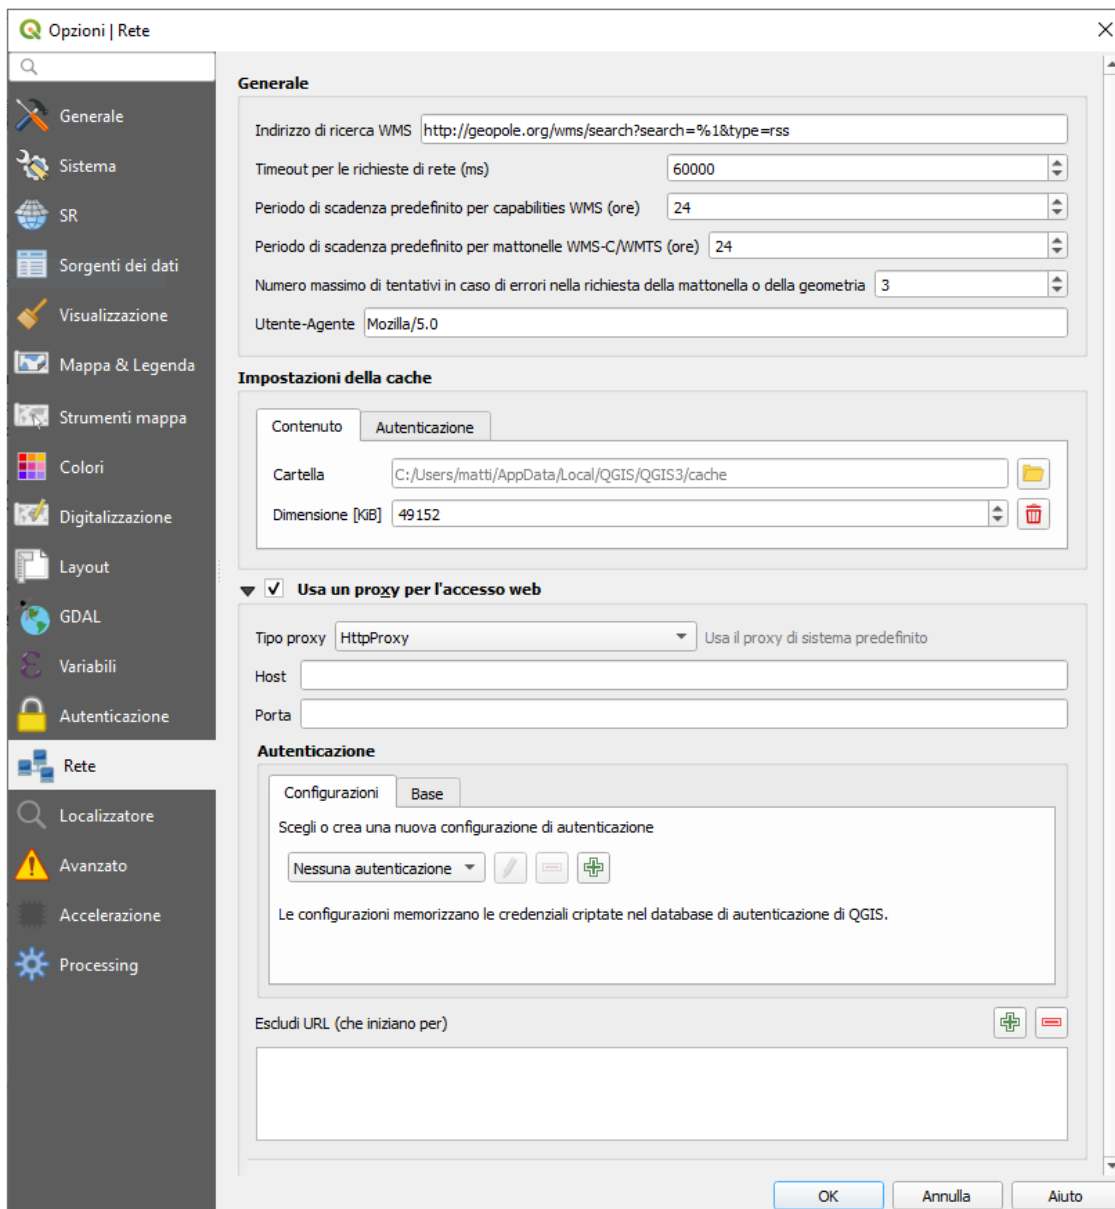 Opzioni | Rete
Generale
Sistema
SR
Sorgenti dei dati
Visualizzazione
Mappa & Legenda
Strumenti mappa
Colori
Digitalizzazione
Layout
GDAL
Variabili
Autenticazione
Rete
Localizzatore
Avanzato
Accelerazione
Processing
Generale
Indirizzo di ricerca WMS http://geopole.org/wms/search?search=%1&type=rss
Timeout per le richieste di rete (ms) 60000
Periodo di scadenza predefinito per capabilities WMS (ore) 24
Periodo di scadenza predefinito per mattonelle WMS-C/WMTS (ore) 24
Numero massimo di tentativi in caso di errori nella richiesta della mattonella o della geometria 3
Utente-Agente Mozilla/5.0
Impostazioni della cache
Contenuto Autenticazione
Cartella C:/Users/matti/AppData/Local/QGIS/QGIS3/cache
Dimensione [KiB] 49152
Usa un proxy per l'accesso web
Tipo proxy HttpProxy Usa il proxy di sistema predefinito
Host
Porta
Autenticazione
Configurazioni Base
Scegli o crea una nuova configurazione di autenticazione
Nessuna autenticazione
Le configurazioni memorizzano le credenziali criptate nel database di autenticazione di QGIS.
Escludi URL (che iniziano per)
OK Annulla Aiuto